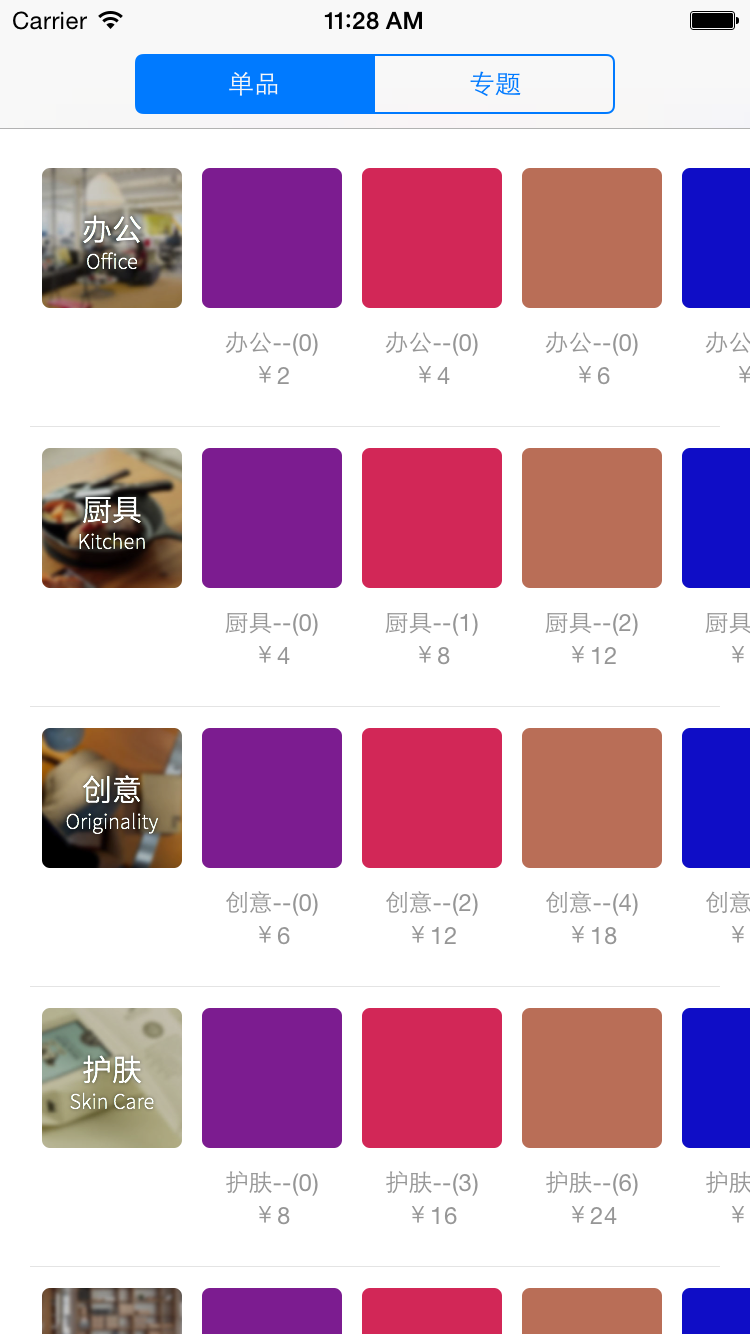 Carrier 11:28 AM
单品 专题
办公
Office
办公--(0) 办公--(0) 办公--(0) 办公
￥2 ￥4 ￥6 ￥
厨具
Kitchen
厨具--(0) 厨具--(1) 厨具--(2) 厨具
￥4 ￥8 ￥12 ￥
创意
Originality
创意--(0) 创意--(2) 创意--(4) 创意
￥6 ￥12 ￥18 ￥
护肤
Skin Care
护肤--(0) 护肤--(3) 护肤--(6) 护肤
￥8 ￥16 ￥24 ￥